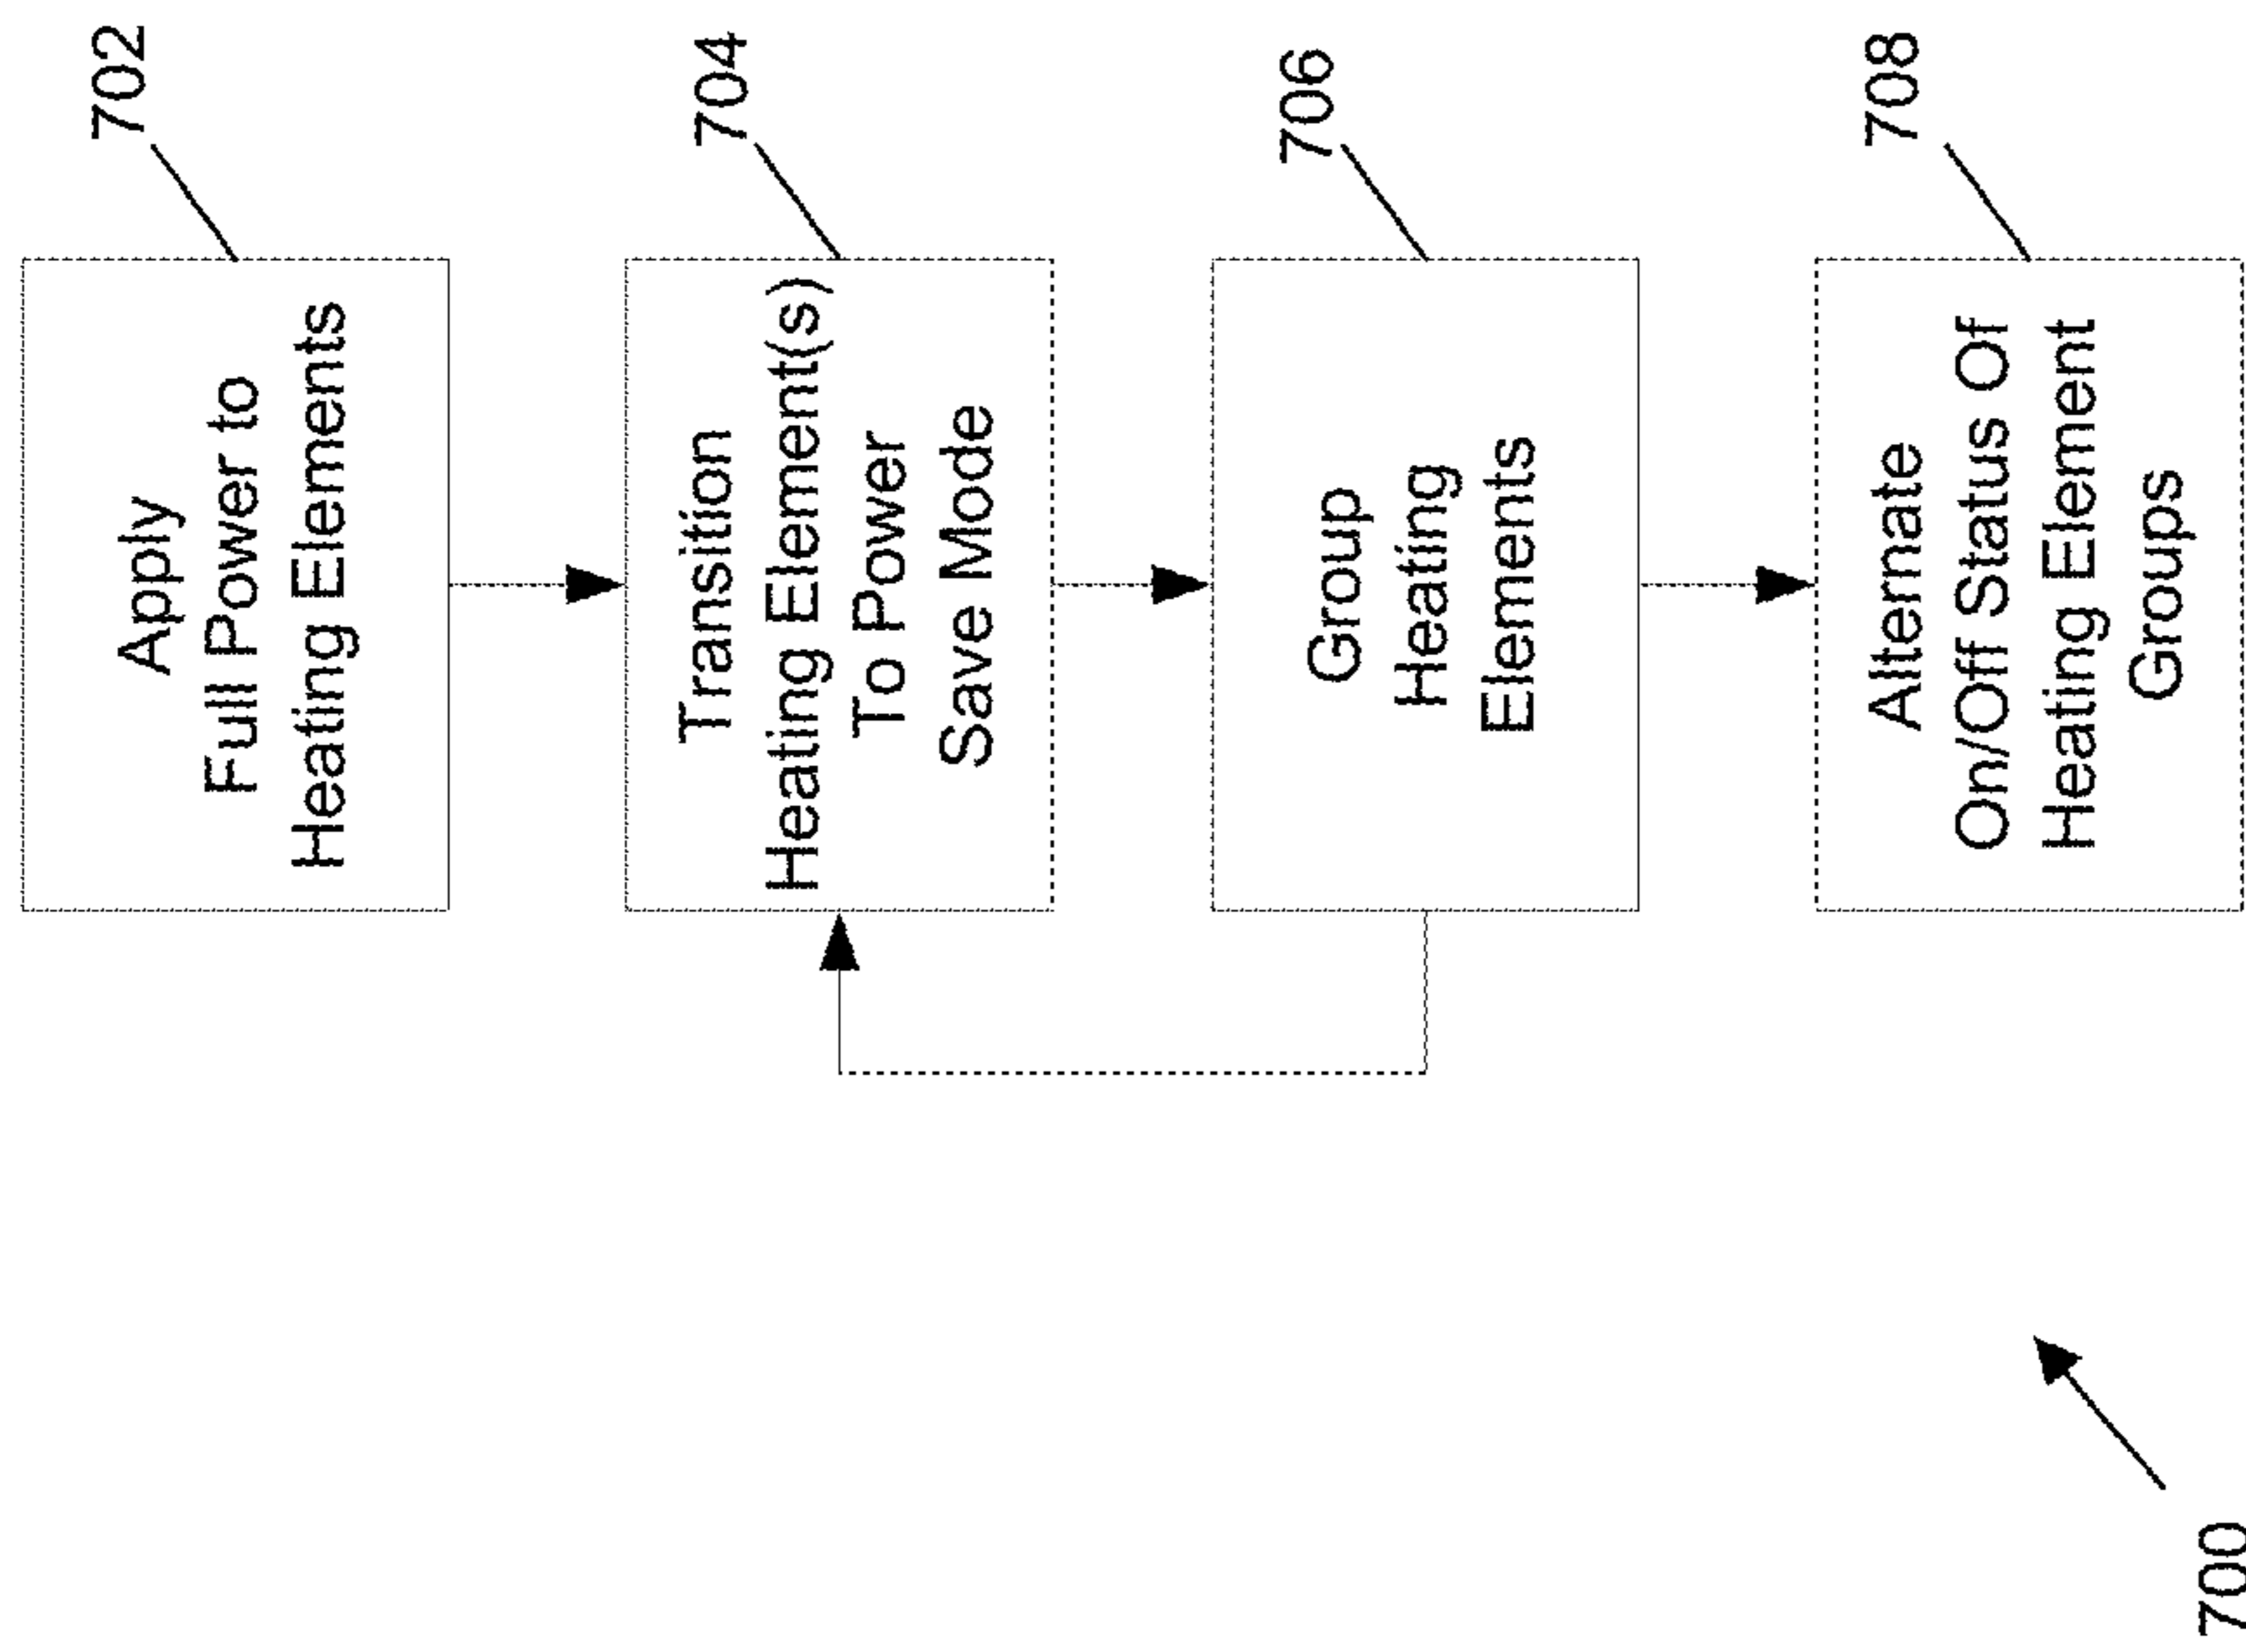 702
Apply
Full Power to
Heating Elements
704
Transition
Heating Element(s)
To Power
Save Mode
706
Group
Heating
Elements
708
Alternate
On/Off Status Of
Heating Element
Groups
700